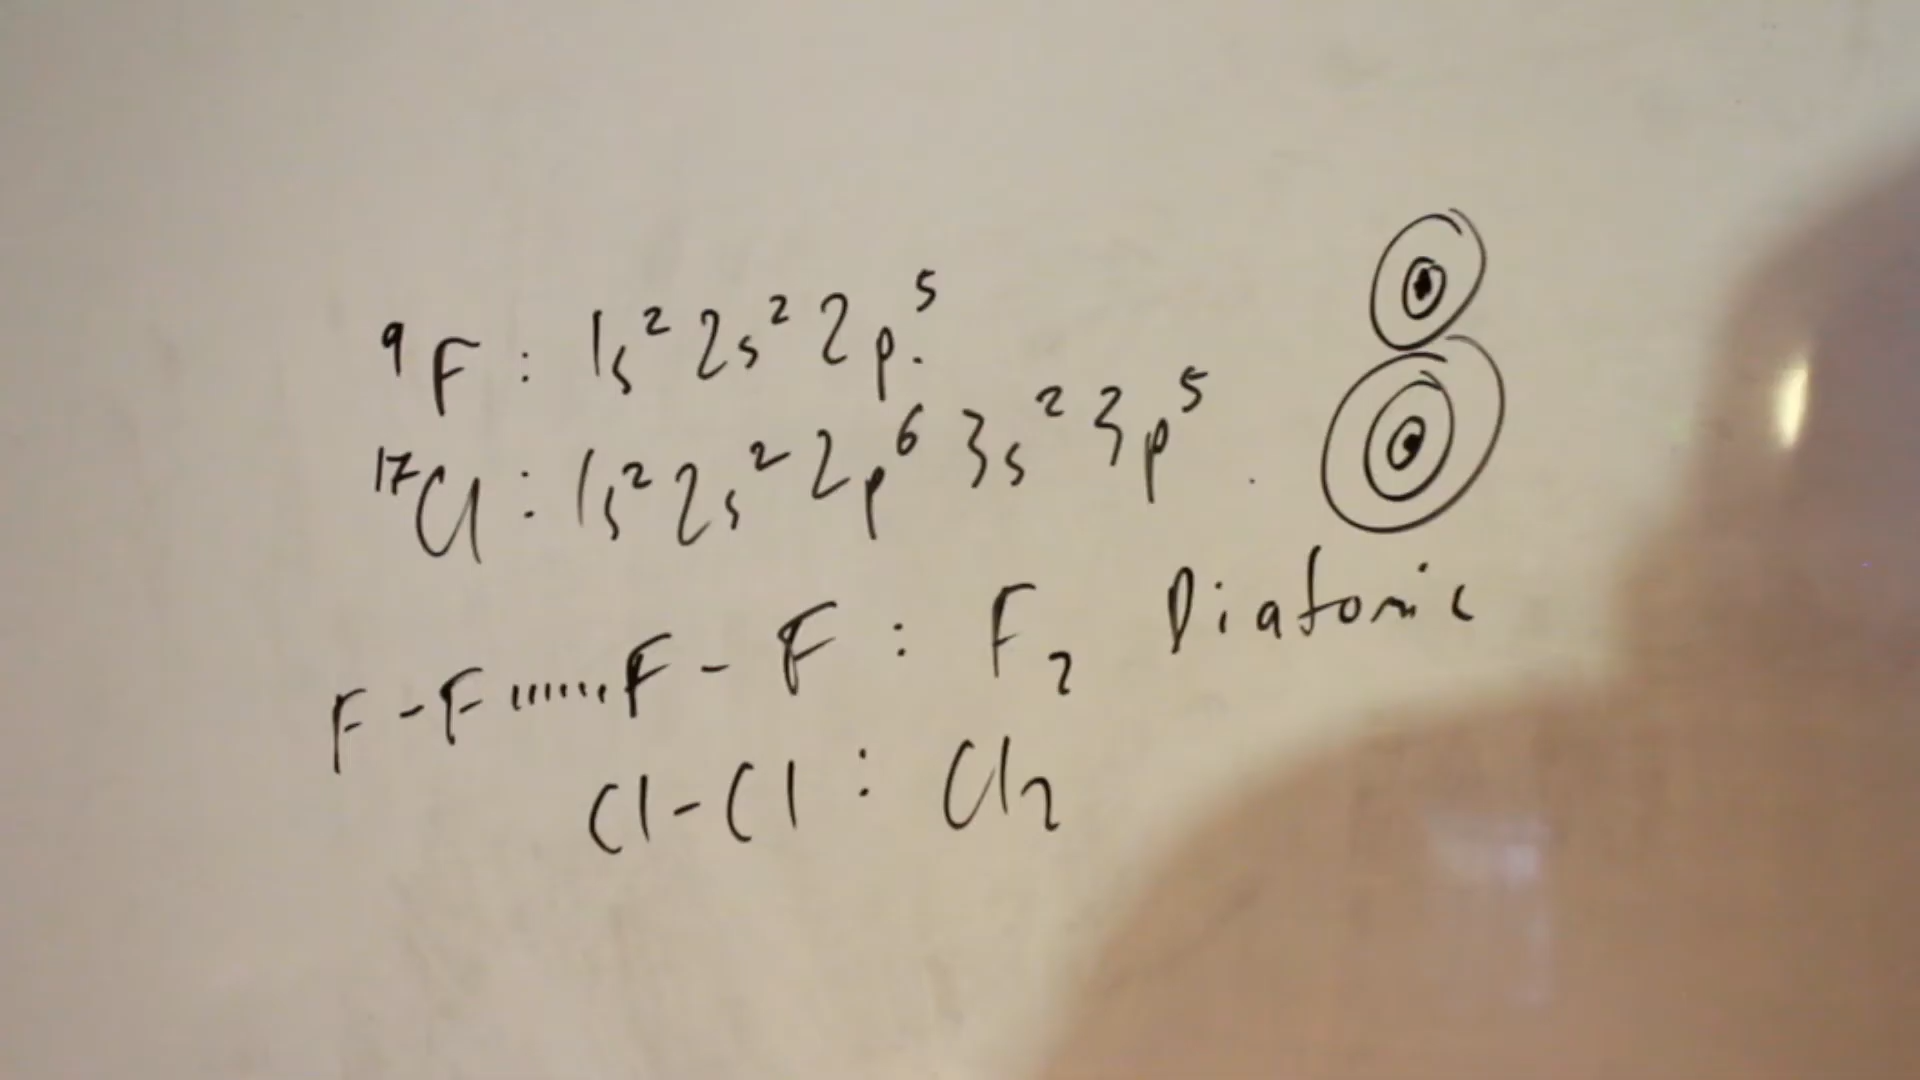 ⁹F : 1s² 2s² 2p⁵.
¹⁷Cl : 1s² 2s² 2p⁶ 3s² 3p⁵
F - F ...... F - F : F₂ Diatomic
Cl - Cl : Cl₂